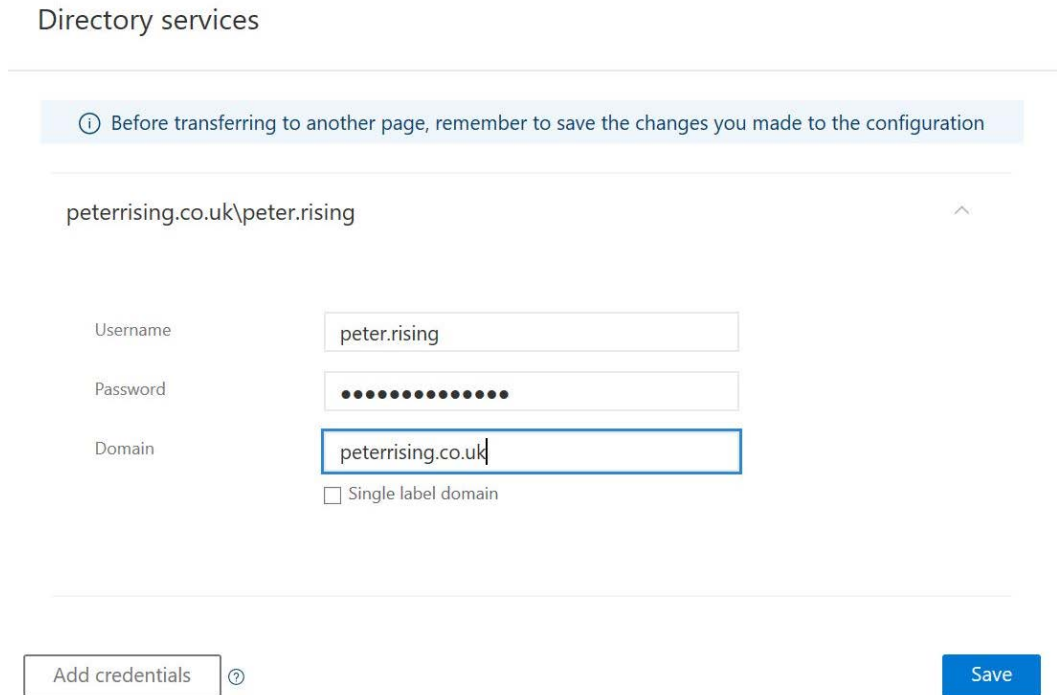 Directory services
Before transferring to another page, remember to save the changes you made to the configuration
peterrising.co.uk\peter.rising
Username
peter.rising
Password
●●●●●●●●●●●●●●
Domain
peterrising.co.uk
Single label domain
Add credentials
Save